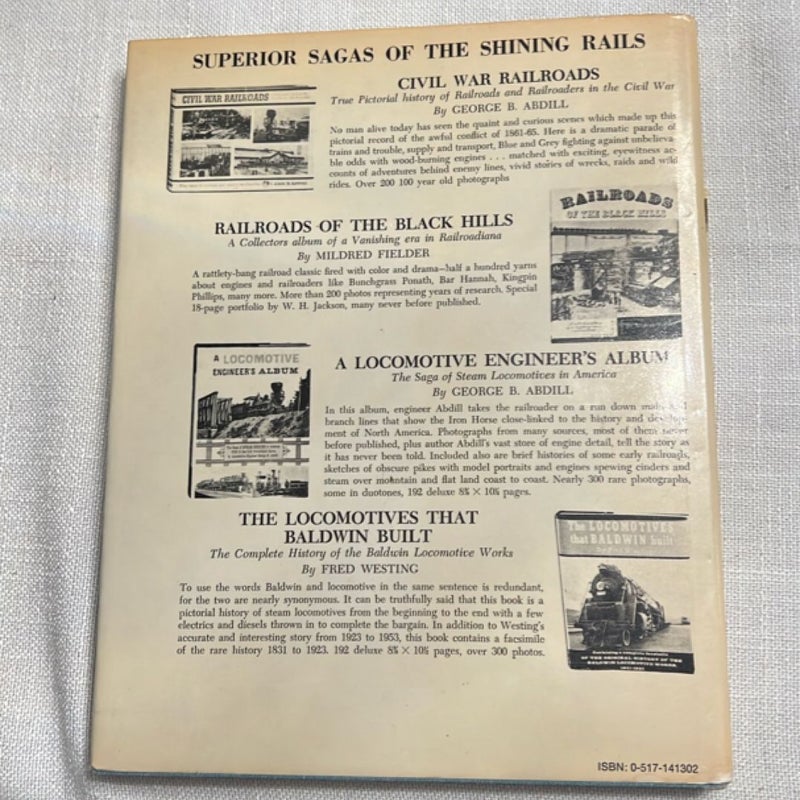 SUPERIOR SAGAS OF THE SHINING RAILS
CIVIL WAR RAILROADS
CIVIL WAR RAILROADS
True Pictorial history of Railroads and Railroaders in the Civil War
By GEORGE B. ABDILL
No man alive today has seen the quaint and curious scenes which made up this
pictorial record of the awful conflict of 1861-65. Here is a dramatic parade of
trains and trouble, supply and transport, Blue and Grey fighting against unbelieva-
ble odds with wood-burning engines . . . matched with exciting, eyewitness ac-
counts of adventures behind enemy lines, vivid stories of wrecks, raids and wild
rides. Over 200 100 year old photographs
RAILROADS OF THE BLACK HILLS
A Collectors album of a Vanishing era in Railroadiana
By MILDRED FIELDER
A rattlety-bang railroad classic fired with color and drama—half a hundred yarns
about engines and railroaders like Bunchgrass Ponath, Bar Hannah, Kingpin
Phillips, many more. More than 200 photos representing years of research. Special
18-page portfolio by W. H. Jackson, many never before published.
RAILROADS
OF THE BLACK HILLS
A LOCOMOTIVE
ENGINEER'S ALBUM
A LOCOMOTIVE ENGINEER'S ALBUM
The Saga of Steam Locomotives in America
By GEORGE B. ABDILL
In this album, engineer Abdill takes the railroader on a run down
branch lines that show the Iron Horse close-linked to the history and
ment of North America. Photographs from many sources, most of them never
before published, plus author Abdill's vast store of engine detail, tell the story as
it has never been told. Included also are brief histories of some early railroads,
sketches of obscure pikes with model portraits and engines spewing cinders and
steam over mountain and flat land coast to coast. Nearly 300 rare photographs,
some in duotones, 192 deluxe 8⅜ × 10½ pages.
THE LOCOMOTIVES THAT
BALDWIN BUILT
The Complete History of the Baldwin Locomotive Works
By FRED WESTING
To use the words Baldwin and locomotive in the same sentence is redundant,
for the two are nearly synonymous. It can be truthfully said that this book is a
pictorial history of steam locomotives from the beginning to the end with a few
electrics and diesels thrown in to complete the bargain. In addition to Westing's
accurate and interesting story from 1923 to 1953, this book contains a facsimile
of the rare history 1831 to 1923. 192 deluxe 8⅜ × 10½ pages, over 300 photos.
The LOCOMOTIVES
that BALDWIN built
OF THE ORIGINAL HISTORY OF THE
BALDWIN LOCOMOTIVE WORKS
ISBN: 0-517-141302